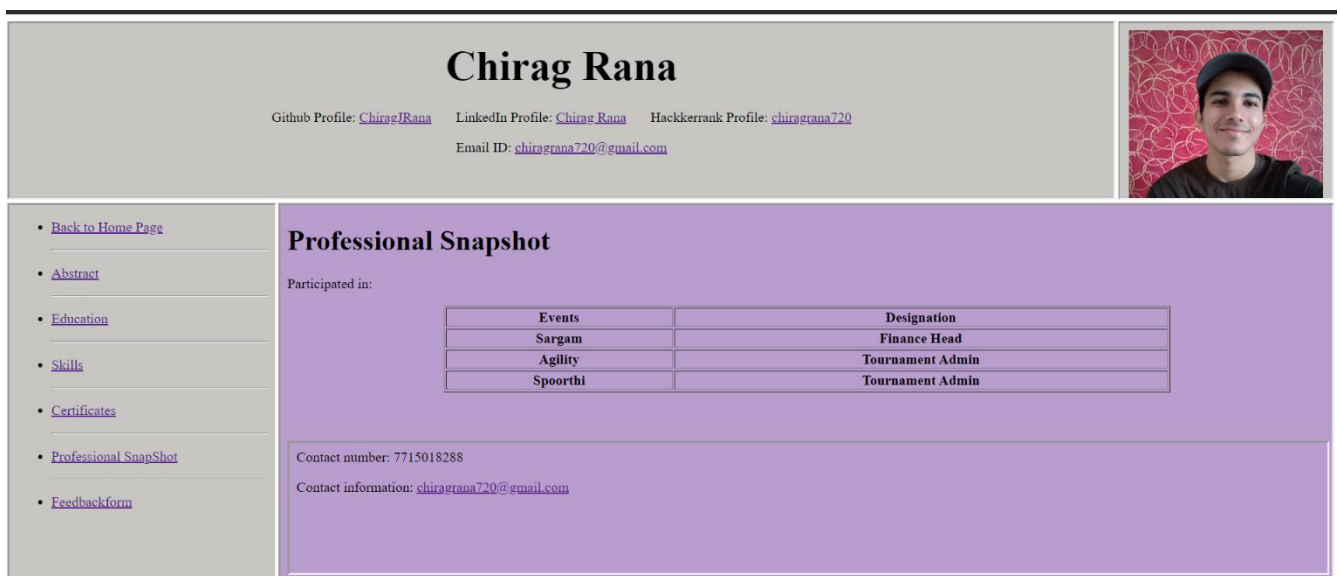 Chirag Rana
Github Profile: ChiragJRana LinkedIn Profile: Chirag Rana Hackkerrank Profile: chiragrana720
Email ID: chiragrana720@gmail.com
Back to Home Page
Abstract
Education
Skills
Certificates
Professional SnapShot
Feedbackform
Professional Snapshot
Participated in:
Events Designation
Sargam Finance Head
Agility Tournament Admin
Spoorthi Tournament Admin
Contact number: 7715018288
Contact information: chiragrana720@gmail.com